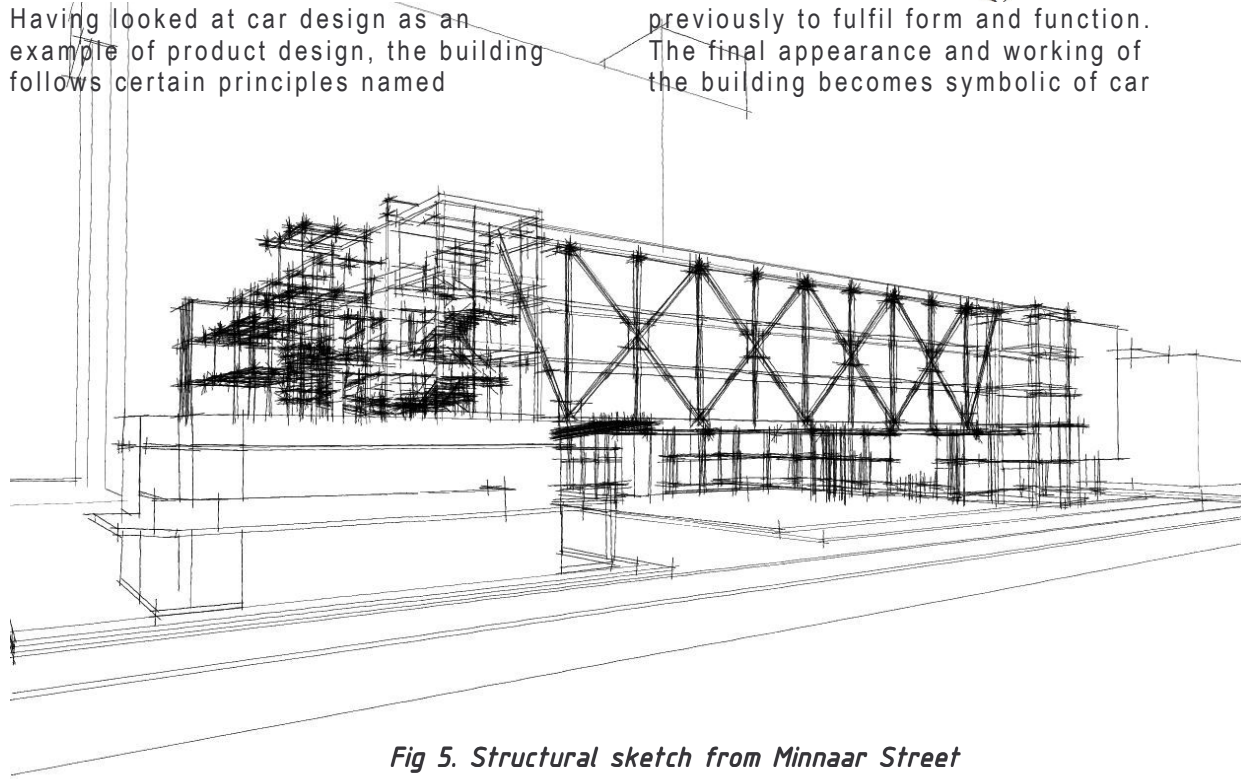 Having looked at car design as an
example of product design, the building
follows certain principles named
previously to fulfil form and function.
The final appearance and working of
the building becomes symbolic of car
Fig 5. Structural sketch from Minnaar Street